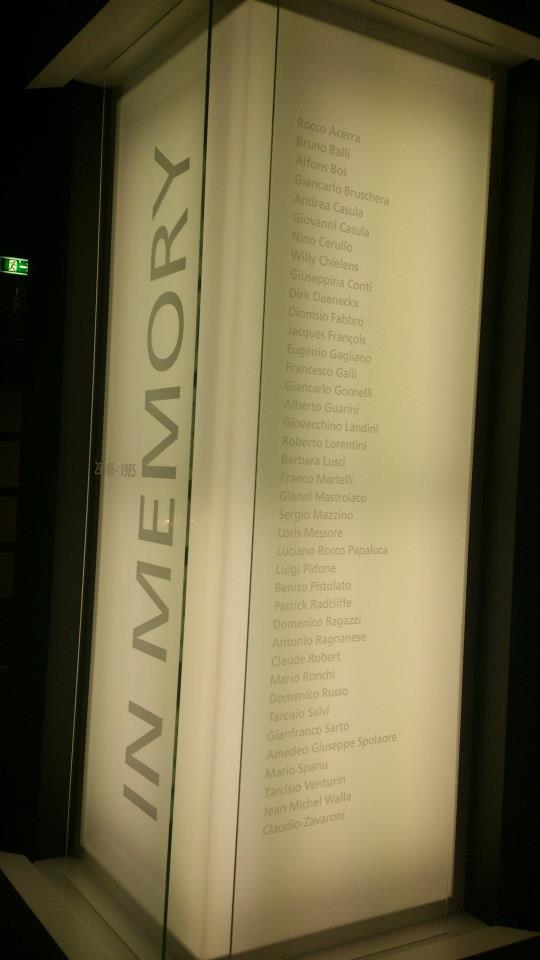 IN MEMORY
29-05-1985
Rocco Acerra
Bruno Balli
Alfons Bos
Giancarlo Bruschera
Andrea Casula
Giovanni Casula
Nino Cerullo
Willy Chielens
Giuseppina Conti
Dirk Daeneckx
Dionisio Fabbro
Jacques François
Eugenio Gagliano
Francesco Galli
Giancarlo Gonnelli
Alberto Guarini
Giovacchino Landini
Roberto Lorentini
Barbara Lusci
Franco Martelli
Gianni Mastroiaco
Sergio Mazzino
Loris Messore
Luciano Rocco Papaluca
Luigi Pidone
Benito Pistolato
Patrick Radcliffe
Domenico Ragazzi
Antonio Ragnanese
Claude Robert
Mario Ronchi
Domenico Russo
Tarcisio Salvi
Gianfranco Sarto
Amedeo Giuseppe Spolaore
Mario Spanu
Tarcisio Venturin
Jean Michel Walla
Claudio Zavaroni